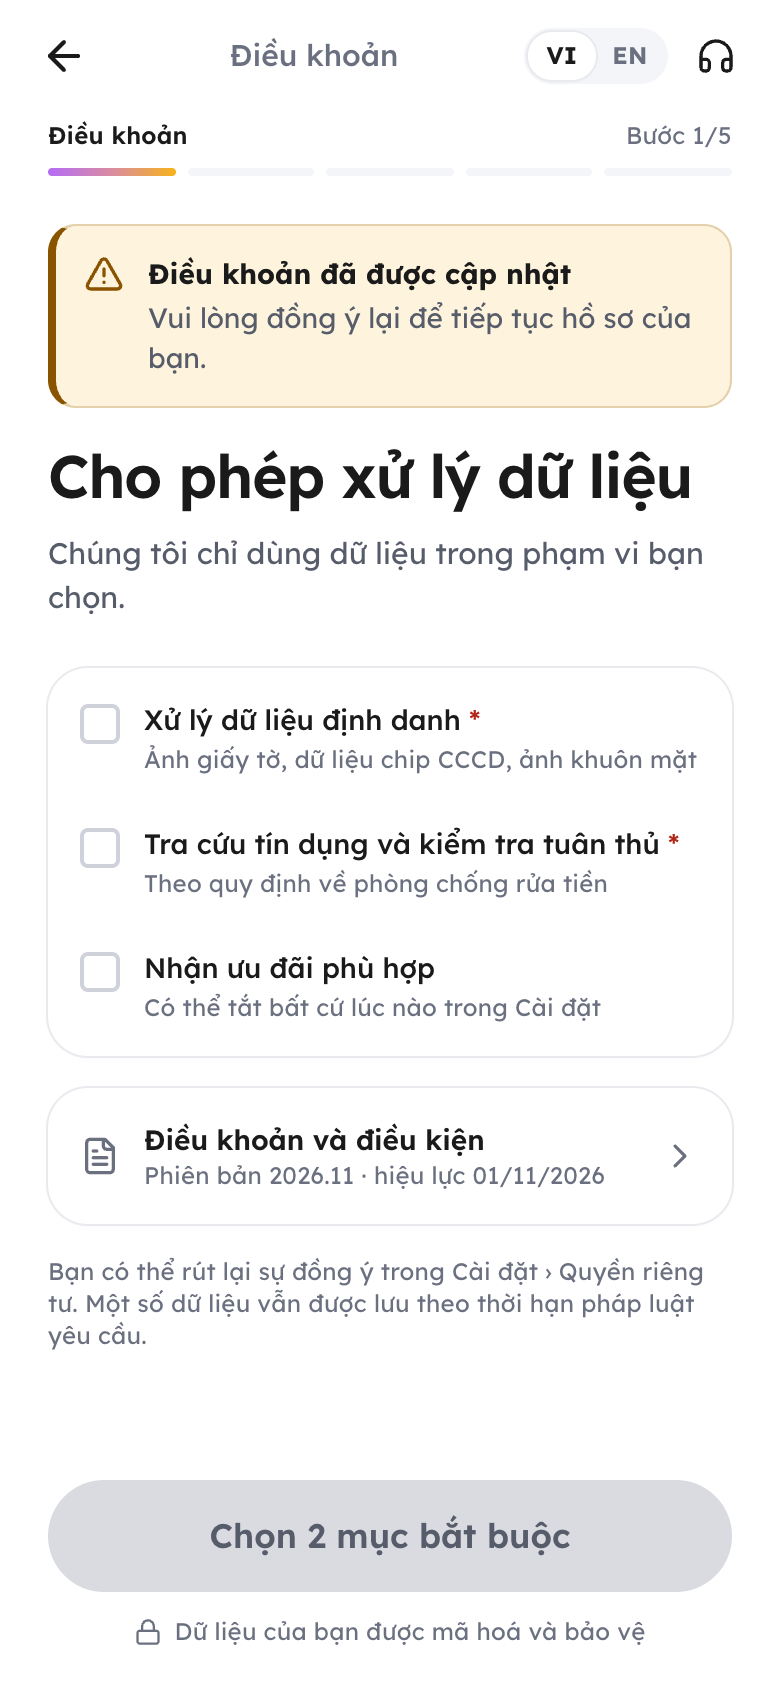 Điều khoản
VI EN
Điều khoản
Bước 1/5
Điều khoản đã được cập nhật
Vui lòng đồng ý lại để tiếp tục hồ sơ của
bạn.
Cho phép xử lý dữ liệu
Chúng tôi chỉ dùng dữ liệu trong phạm vi bạn
chọn.
Xử lý dữ liệu định danh *
Ảnh giấy tờ, dữ liệu chip CCCD, ảnh khuôn mặt
Tra cứu tín dụng và kiểm tra tuân thủ *
Theo quy định về phòng chống rửa tiền
Nhận ưu đãi phù hợp
Có thể tắt bất cứ lúc nào trong Cài đặt
Điều khoản và điều kiện
Phiên bản 2026.11 · hiệu lực 01/11/2026
Bạn có thể rút lại sự đồng ý trong Cài đặt › Quyền riêng
tư. Một số dữ liệu vẫn được lưu theo thời hạn pháp luật
yêu cầu.
Chọn 2 mục bắt buộc
Dữ liệu của bạn được mã hoá và bảo vệ